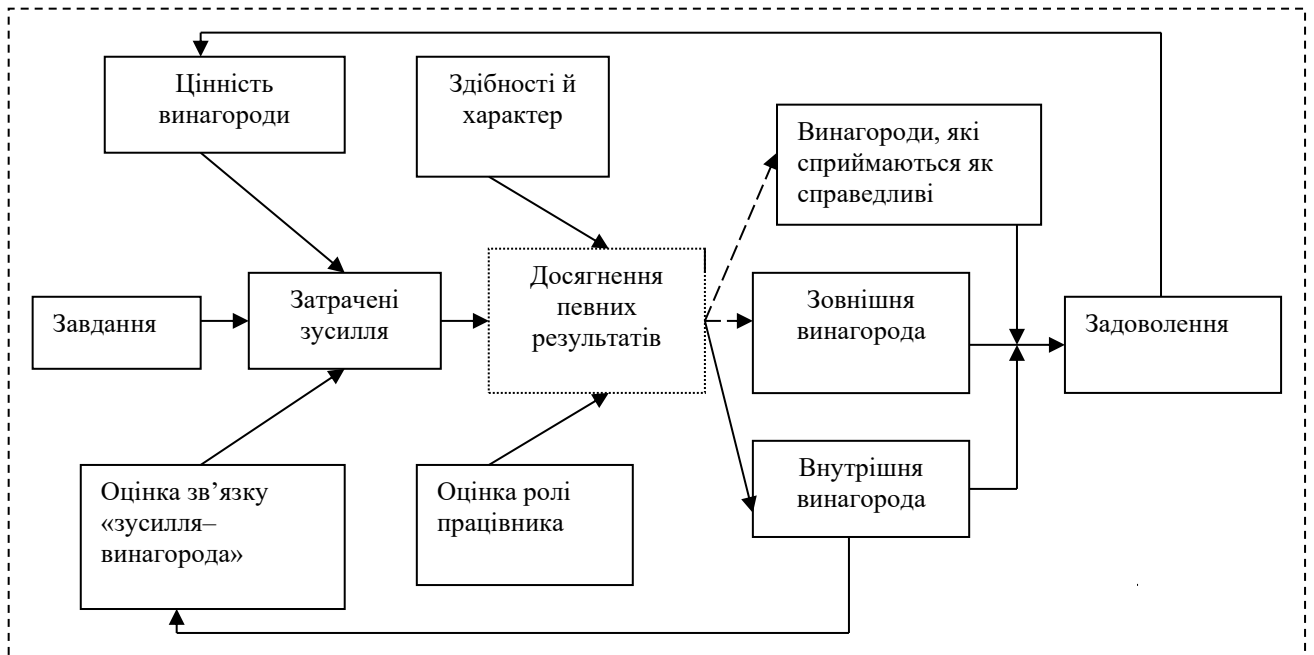 Цінність
винагороди
Здібності й
характер
Винагороди, які
сприймаються як
справедливі
Завдання
Затрачені
зусилля
Досягнення
певних
результатів
Зовнішня
винагорода
Задоволення
Оцінка зв’язку
«зусилля–
винагорода»
Оцінка ролі
працівника
Внутрішня
винагорода